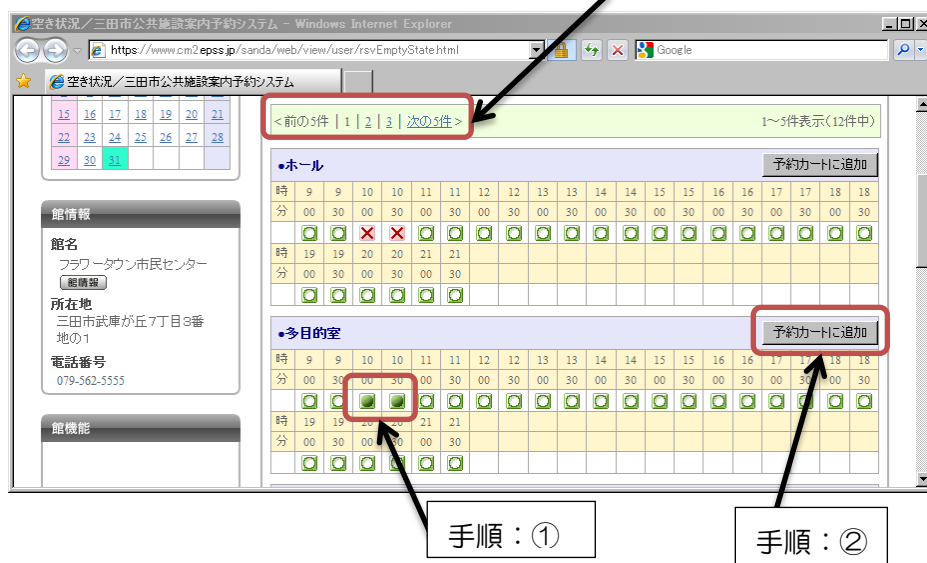 空き状況／三田市公共施設案内予約システム - Windows Internet Explorer
https://www.cm2.epss.jp/sanda/web/view/user/rsvEmptyState.html
Google
空き状況／三田市公共施設案内予約システム
15 16 17 18 19 20 21
22 23 24 25 26 27 28
29 30 31
<前の5件 | 1 | 2 | 3 | 次の5件>
1～5件表示(12件中)
●ホール
予約カードに追加
時 9 9 10 10 11 11 12 12 13 13 14 14 15 15 16 16 17 17 18 18
分 00 30 00 30 00 30 00 30 00 30 00 30 00 30 00 30 00 30 00 30
時 19 19 20 20 21 21
分 00 30 00 30 00 30
館情報
館名
フラワータウン市民センター
館情報
所在地
三田市武庫が丘7丁目3番
地の1
電話番号
079-562-5555
館機能
●多目的室
予約カードに追加
時 9 9 10 10 11 11 12 12 13 13 14 14 15 15 16 16 17 17 18 18
分 00 30 00 30 00 30 00 30 00 30 00 30 00 30 00 30 00 30 00 30
時 19 19 20 20 21 21
分 00 30 00 30 00 30
手順：①
手順：②